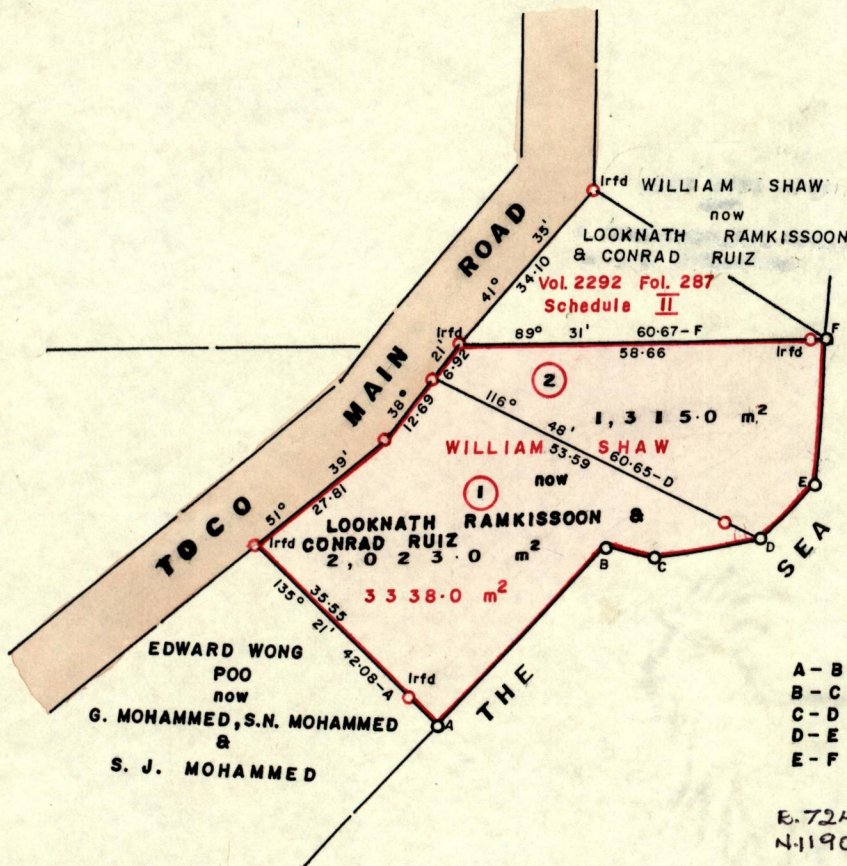 Irfd WILLIAM SHAW
now
LOOKNATH RAMKISSOON
& CONRAD RUIZ
Vol. 2292 Fol. 287
Schedule II
TOCO MAIN ROAD
41° 35'
34·10
Irfd
89° 31' 60·67-F
58·66
Irfd
F
21'
6·92
38°
12·69
2
1,315·0 m²
116° 48' 60·65-D
53·59
WILLIAM SHAW
now
1
LOOKNATH RAMKISSOON &
CONRAD RUIZ
2,023·0 m²
3338·0 m²
51° 39'
27·81
Irfd
135° 21' 42·08-A
35·55
Irfd
A
B
C
D
E
THE SEA
EDWARD WONG
POO
now
G. MOHAMMED, S.N. MOHAMMED
&
S. J. MOHAMMED
A-B
B-C
C-D
D-E
E-F